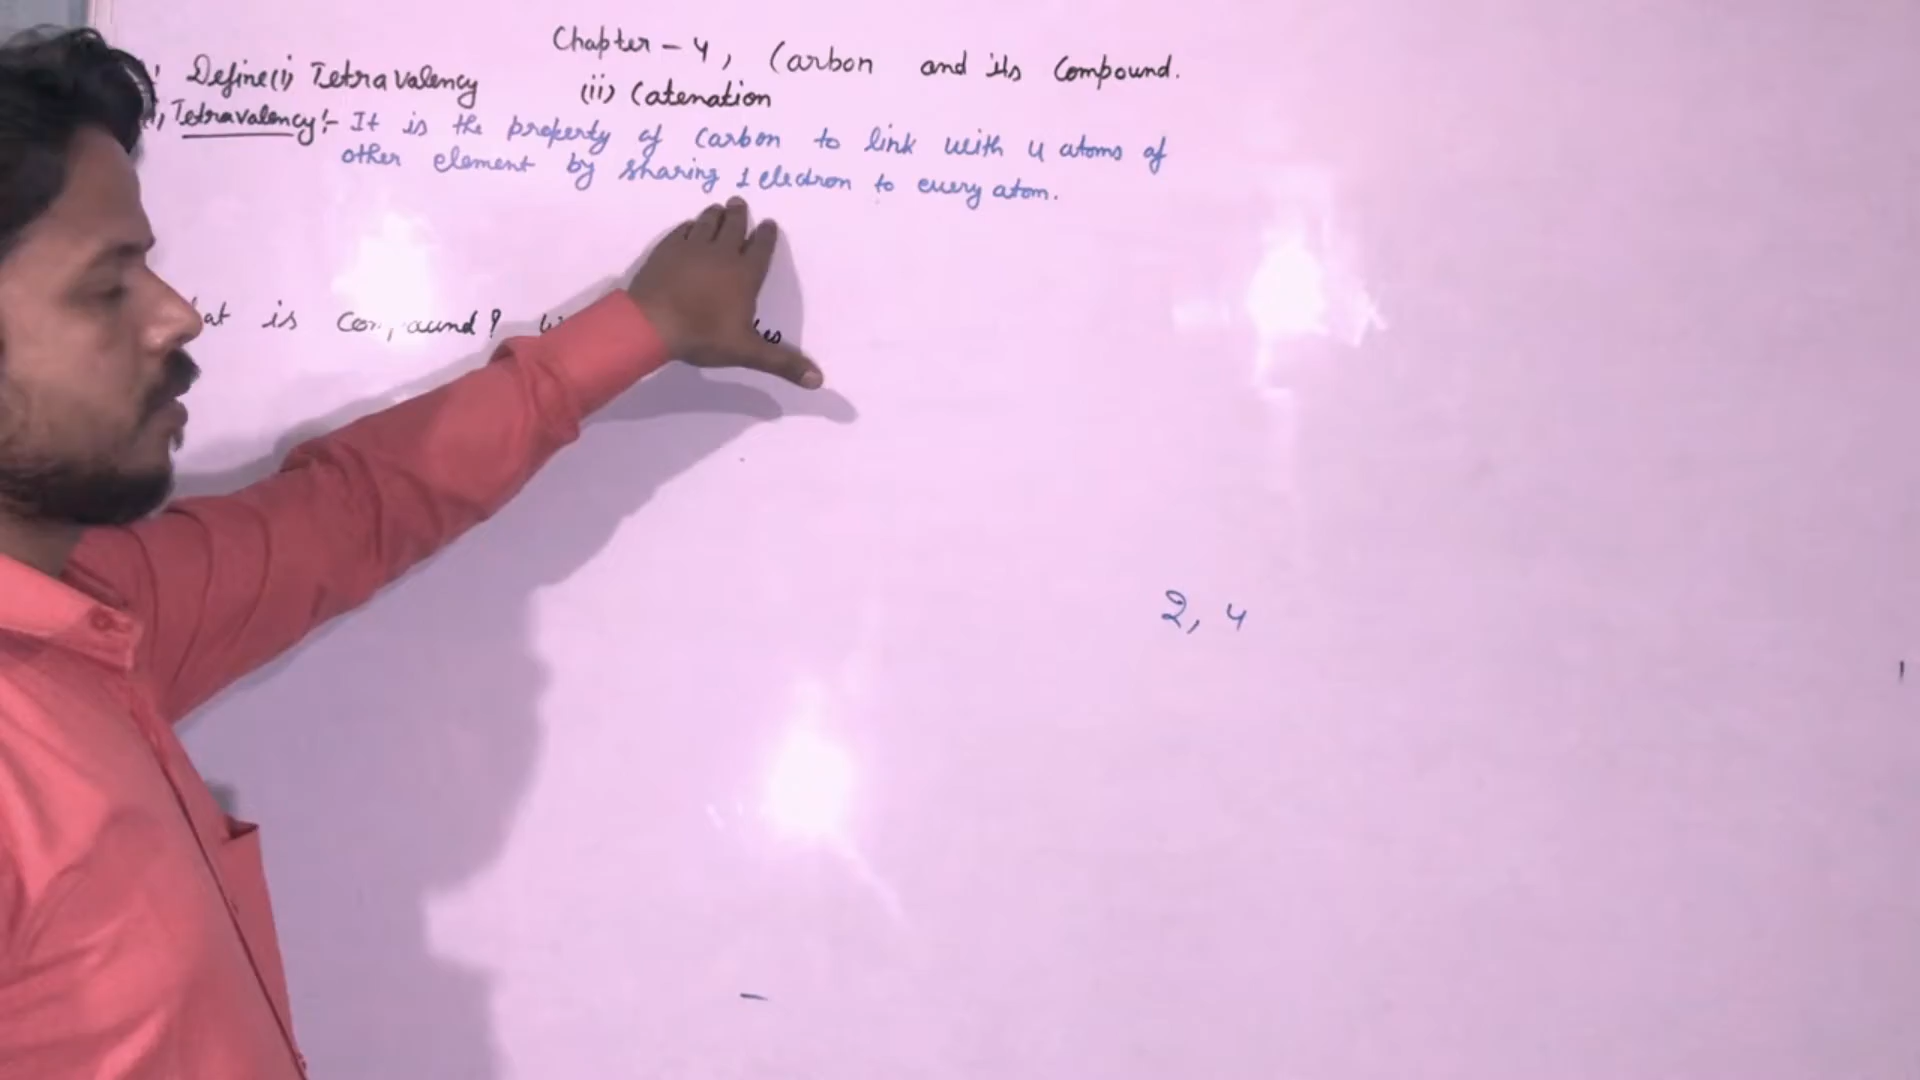 Chapter - 4, Carbon and its Compound.
Define (i) Tetravalency (ii) Catenation
Tetravalency:- It is the property of carbon to link with 4 atoms of
other element by sharing 1 electron to every atom.
is Compound?
2, 4